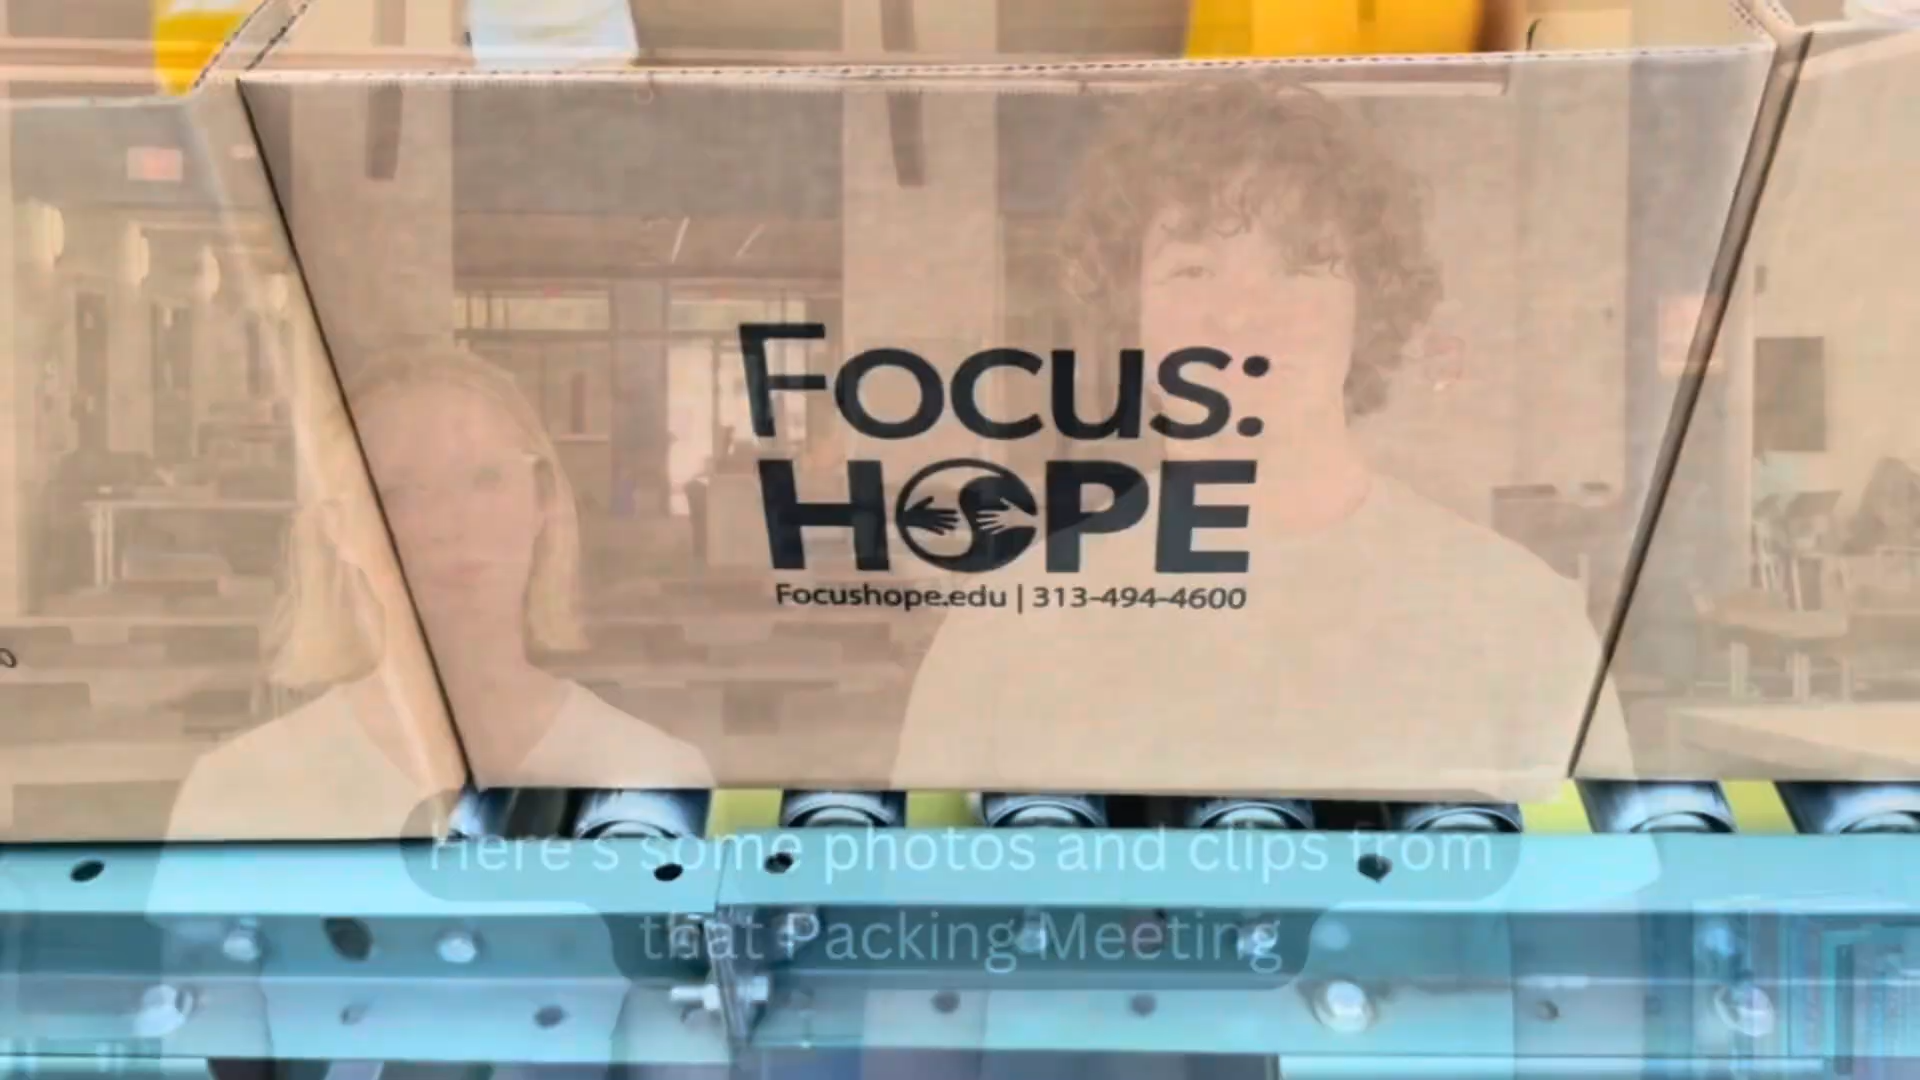 Focus:
HOPE
Focushope.edu | 313-494-4600
Here's some photos and clips from
that Packing Meeting